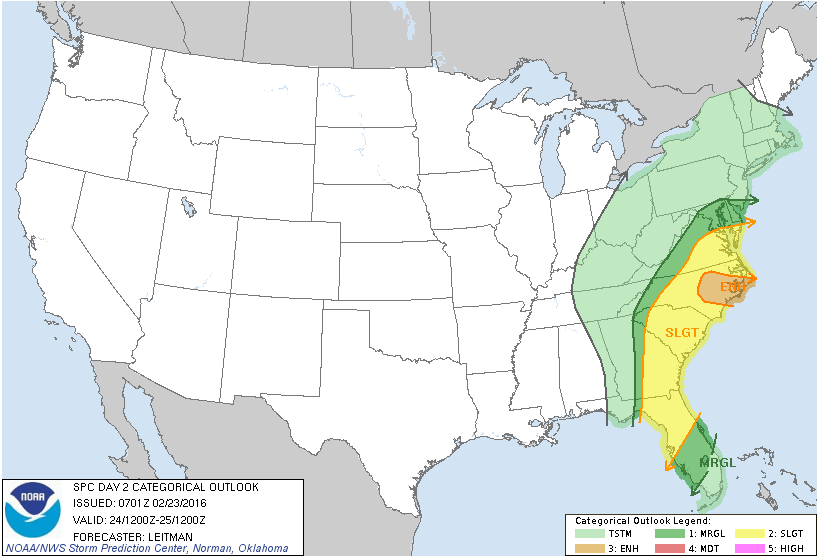 ENH
SLGT
MRGL
NOAA
SPC DAY 2 CATEGORICAL OUTLOOK
ISSUED: 0701Z 02/23/2016
VALID: 24/1200Z-25/1200Z
FORECASTER: LEITMAN
NOAA/NWS Storm Prediction Center, Norman, Oklahoma
Categorical Outlook Legend:
TSTM 1: MRGL 2: SLGT
3: ENH 4: MDT 5: HIGH